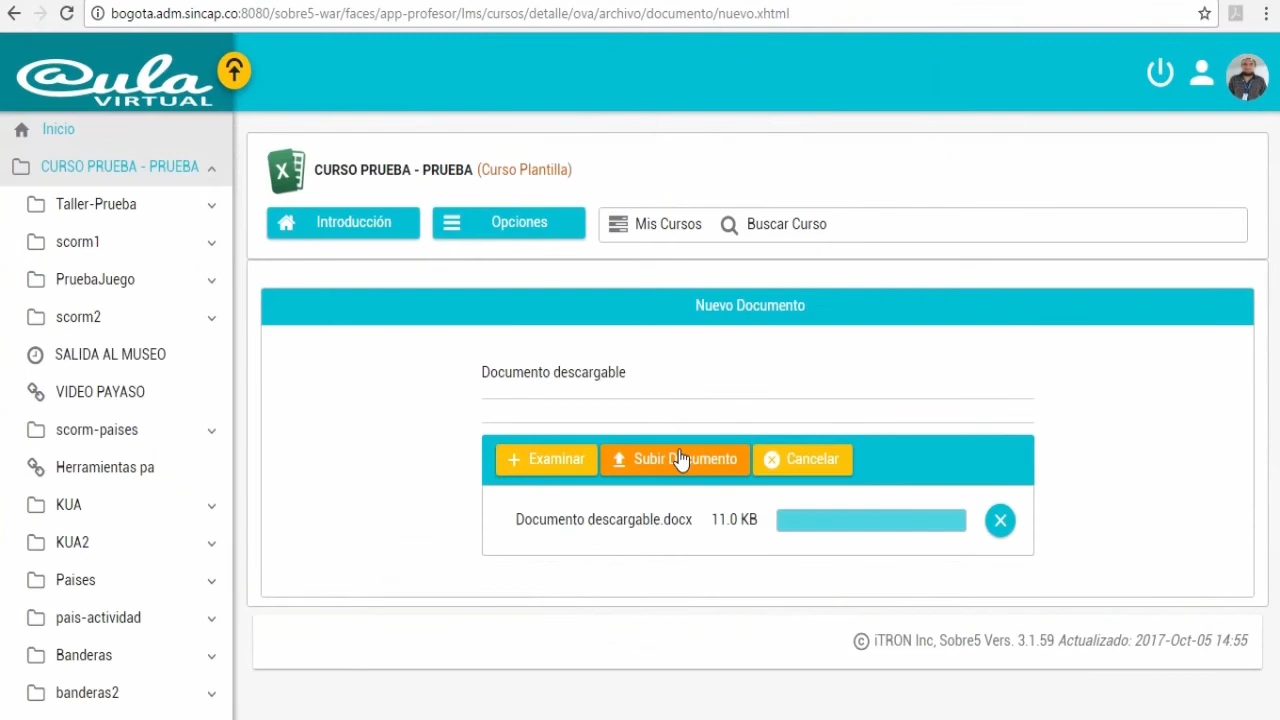 bogota.adm.sincap.co:8080/sobre5-war/faces/app-profesor/lms/cursos/detalle/ova/archivo/documento/nuevo.xhtml
@ula
VIRTUAL
Inicio
CURSO PRUEBA - PRUEBA
Taller-Prueba
scorm1
PruebaJuego
scorm2
SALIDA AL MUSEO
VIDEO PAYASO
scorm-paises
Herramientas pa
KUA
KUA2
Paises
pais-actividad
Banderas
banderas2
X CURSO PRUEBA - PRUEBA (Curso Plantilla)
Introducción Opciones Mis Cursos Buscar Curso
Nuevo Documento
Documento descargable
Examinar Subir Documento Cancelar
Documento descargable.docx 11.0 KB
© iTRON Inc, Sobre5 Vers. 3.1.59 Actualizado: 2017-Oct-05 14:55